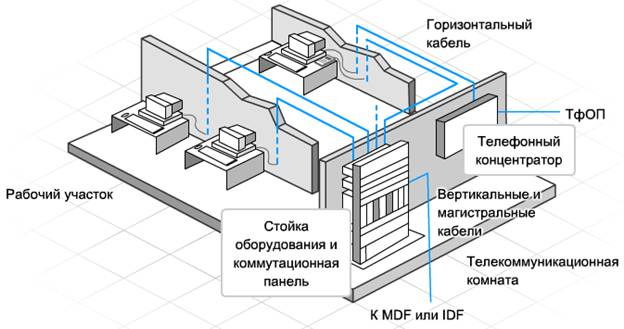 Горизонтальный
кабель
ТфОП
Телефонный
концентратор
Рабочий участок
Вертикальные и
магистральные
кабели
Стойка
оборудования и
коммутационная
панель
Телекоммуникационная
комната
К MDF или IDF